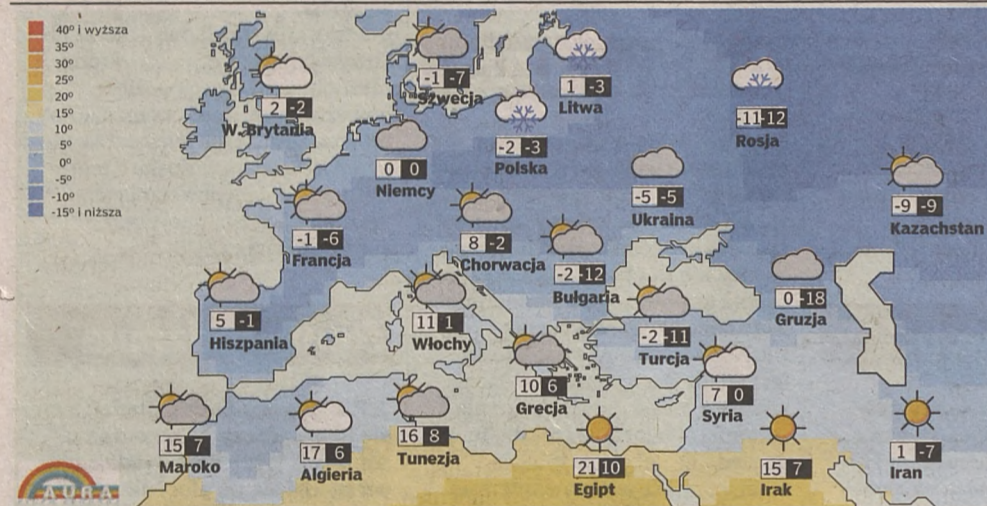 40° i wyższa
35°
30°
25°
20°
15°
10°
5°
0°
-5°
-10°
-15° i niższa
-1 -7
Szwecja
1 -3
Litwa
2 -2
W. Brytania
-11 -12
Rosja
-2 -3
Polska
0 0
Niemcy
-5 -5
Ukraina
-9 -9
Kazachstan
-1 -6
Francja
8 -2
Chorwacja
-2 -12
Bułgaria
0 -18
Gruzja
5 -1
Hiszpania
11 1
Włochy
-2 -11
Turcja
10 6
Grecja
7 0
Syria
15 7
Maroko
17 6
Algieria
16 8
Tunezja
21 10
Egipt
15 7
Irak
1 -7
Iran
AURA